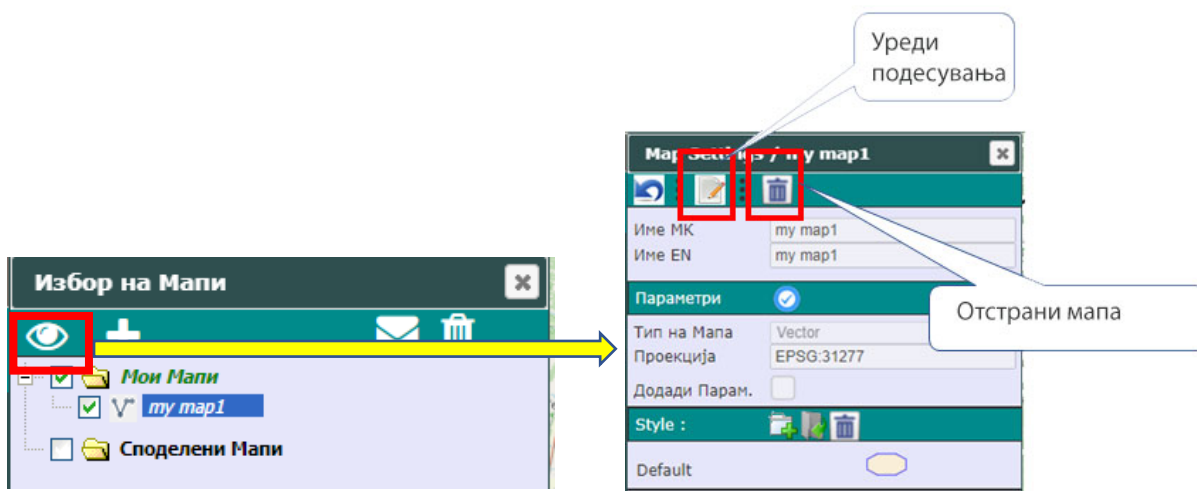 Уреди
подесувања
Map Settings / my map1
Име МК my map1
Име EN my map1
Параметри
Отстрани мапа
Тип на Мапа Vector
Проекција EPSG:31277
Додади Парам.
Style :
Default
Избор на Мапи
Мои Мапи
my map1
Споделени Мапи